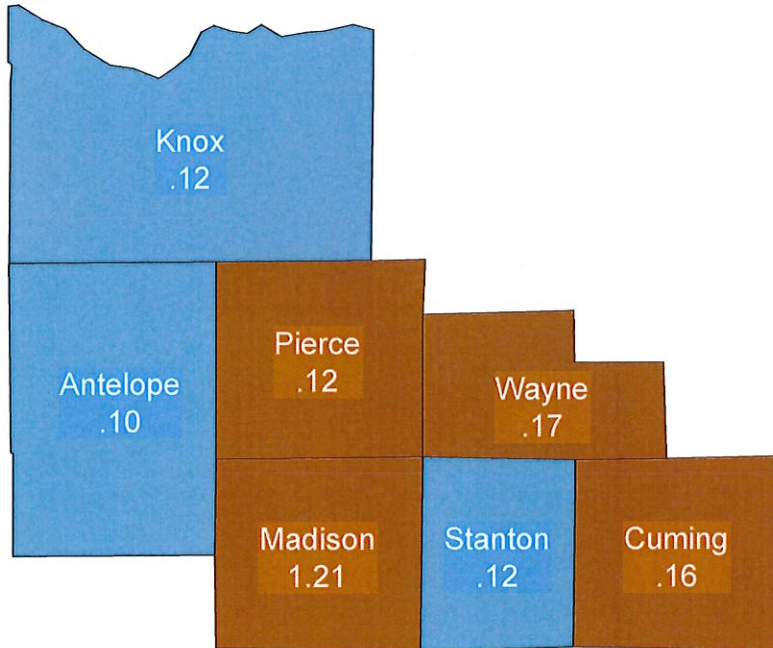 Knox
.12
Pierce
.12
Antelope
.10
Wayne
.17
Madison
1.21
Stanton
.12
Cuming
.16